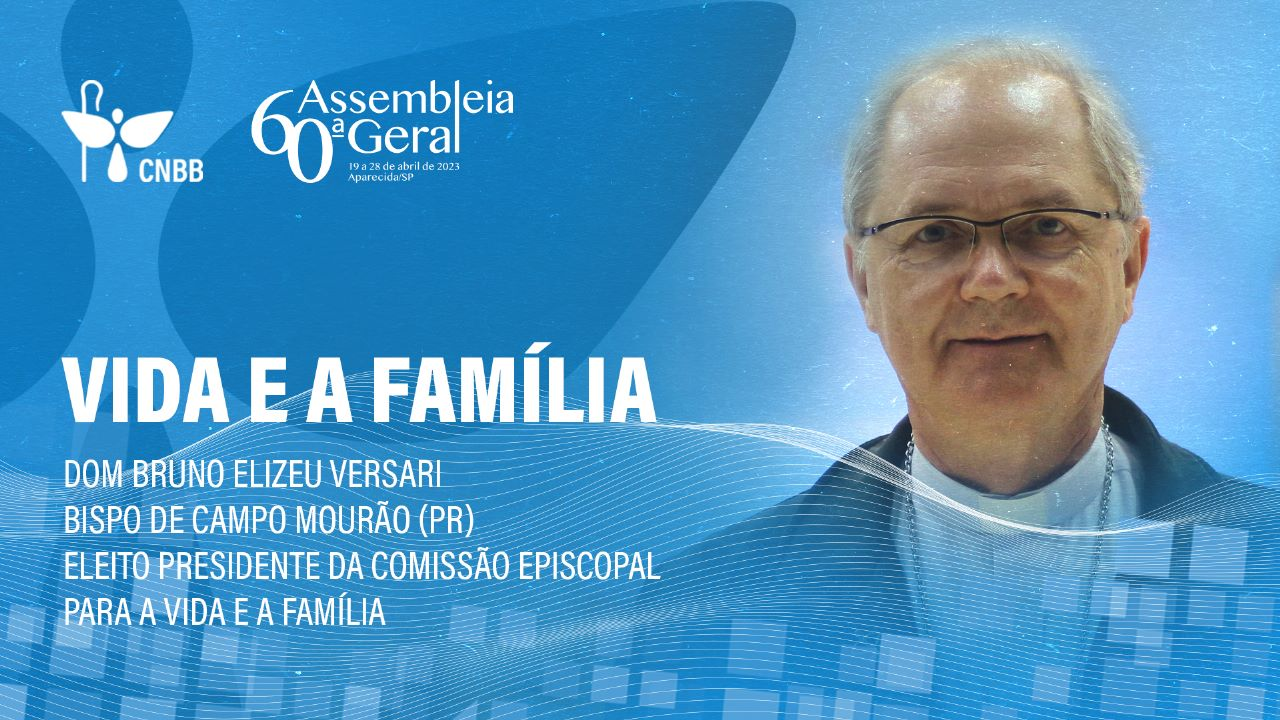 CNBB
60ª Assembleia Geral
19 a 28 de abril de 2023
Aparecida/SP
VIDA E A FAMÍLIA
DOM BRUNO ELIZEU VERSARI
BISPO DE CAMPO MOURÃO (PR)
ELEITO PRESIDENTE DA COMISSÃO EPISCOPAL
PARA A VIDA E A FAMÍLIA